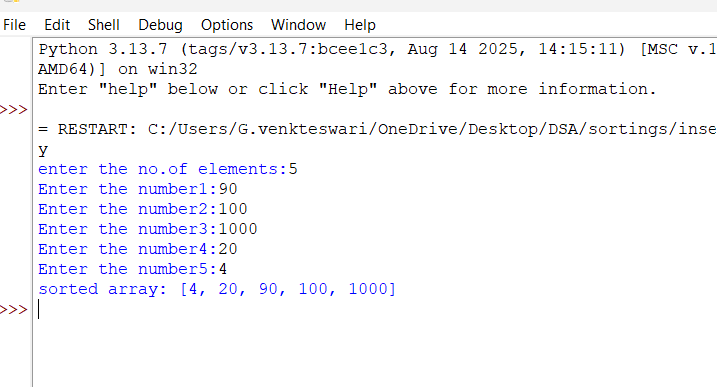 File Edit Shell Debug Options Window Help
Python 3.13.7 (tags/v3.13.7:bcee1c3, Aug 14 2025, 14:15:11) [MSC v.1
AMD64)] on win32
Enter "help" below or click "Help" above for more information.
>>>
= RESTART: C:/Users/G.venkteswari/OneDrive/Desktop/DSA/sortings/inse
y
enter the no.of elements:5
Enter the number1:90
Enter the number2:100
Enter the number3:1000
Enter the number4:20
Enter the number5:4
sorted array: [4, 20, 90, 100, 1000]
>>>